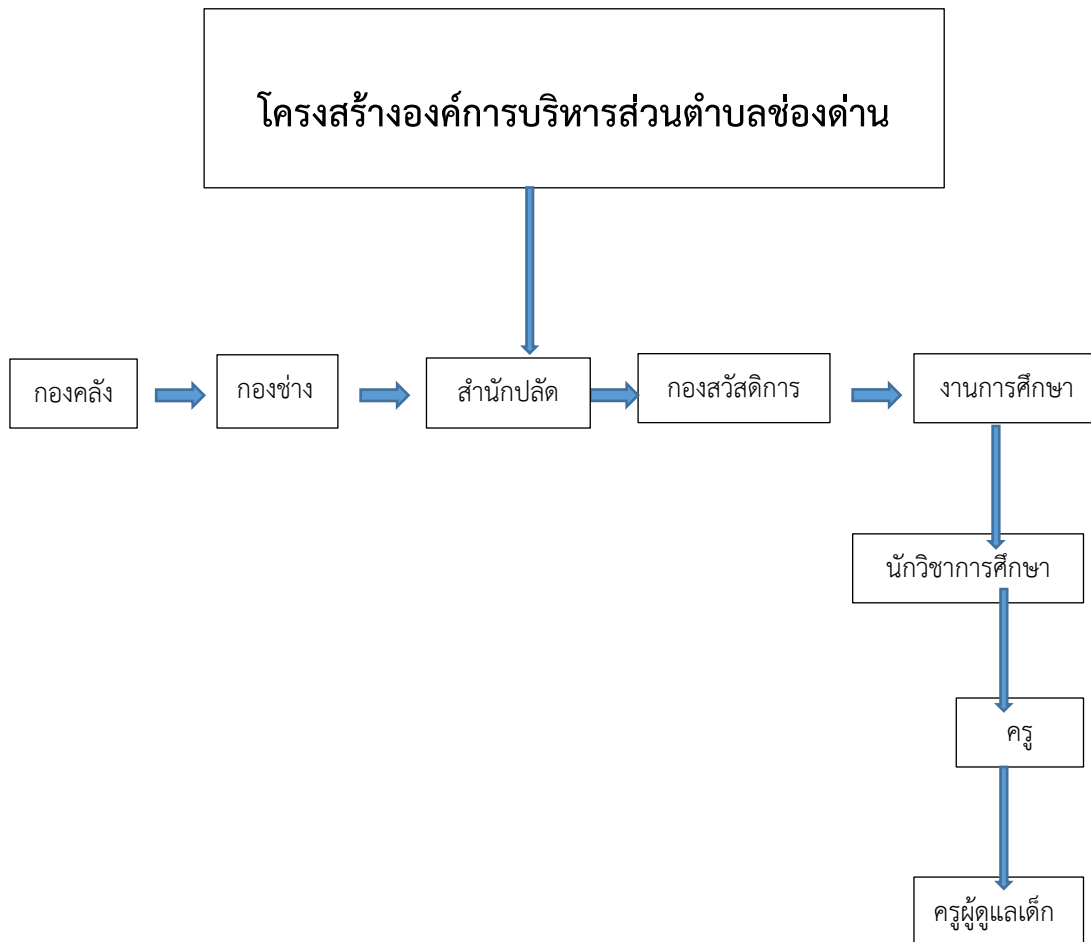 โครงสร้างองค์การบริหารส่วนตำบลช่องด่าน
กองคลัง
กองช่าง
สำนักปลัด
กองสวัสดิการ
งานการศึกษา
นักวิชาการศึกษา
ครู
ครูผู้ดูแลเด็ก